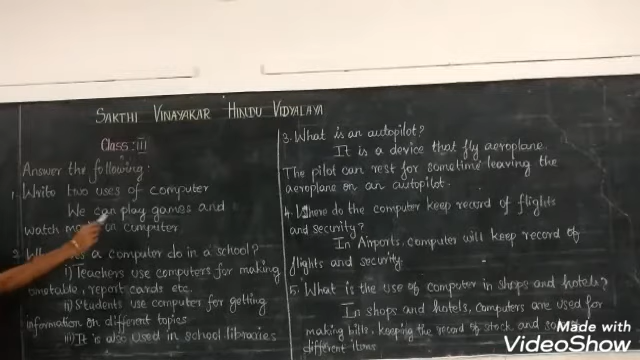 SAKTHI VINAYAKAR HINDU VIDYALAYA
Class: III
Answer the following:
1. Write two uses of computer
We can play games and
watch on computer.
2. a computer do in a school?
i) Teachers use computers for making
timetable, report cards etc.
ii) Students use computer for getting
information on different topics
iii) It is also used in school libraries
3. What is an autopilot?
It is a device that fly aeroplane.
The pilot can rest for sometime leaving the
aeroplane on an autopilot.
4. Where do the computer keep record of flights
and security?
In Airports, computer will keep record of
flights and security.
5. What is the use of computer in shops and hotels?
In shops and hotels, computers are used for
making bills, keeping the record of stock and
different items
Made with
VideoShow